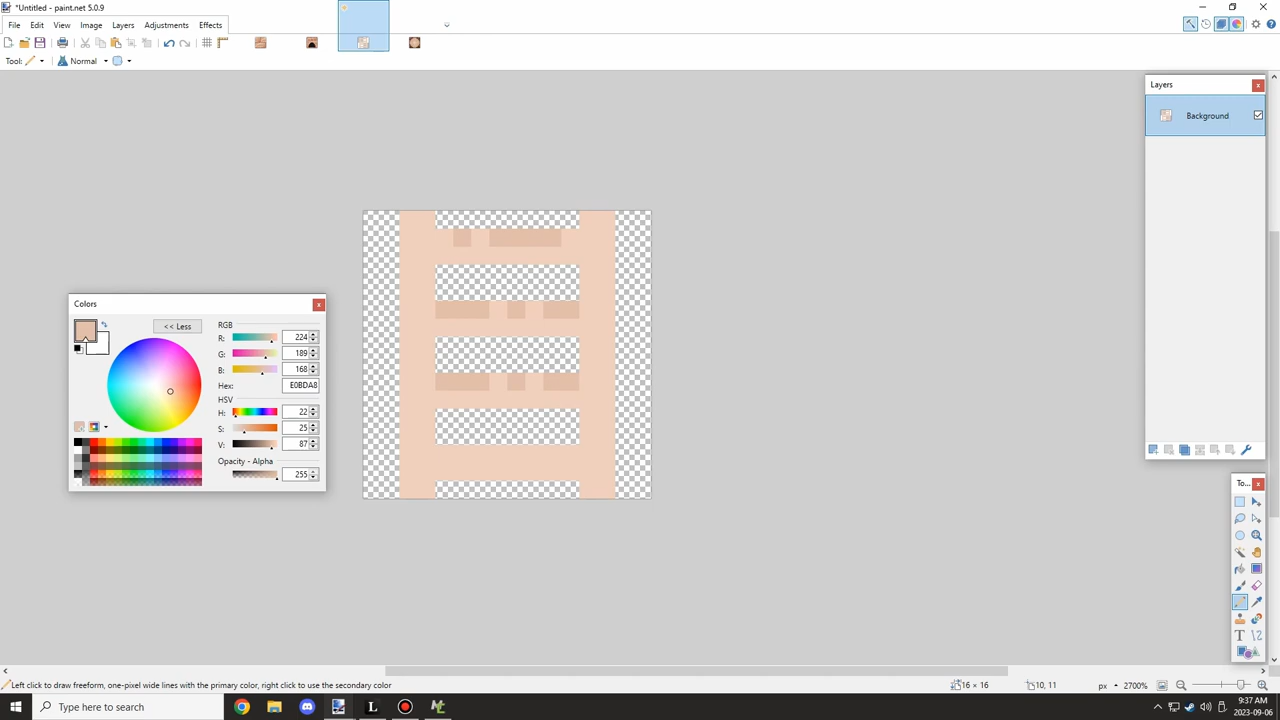 *Untitled - paint.net 5.0.9
File Edit View Image Layers Adjustments Effects
Tool: Normal
Layers
Background
Colors
<< Less
RGB
R: 224
G: 189
B: 168
Hex: E0BDA8
HSV
H: 22
S: 25
V: 87
Opacity - Alpha
255
To...
Left click to draw freeform, one-pixel wide lines with the primary color, right click to use the secondary color
16 × 16
10, 11
px
2700%
Type here to search
9:37 AM
2023-09-06